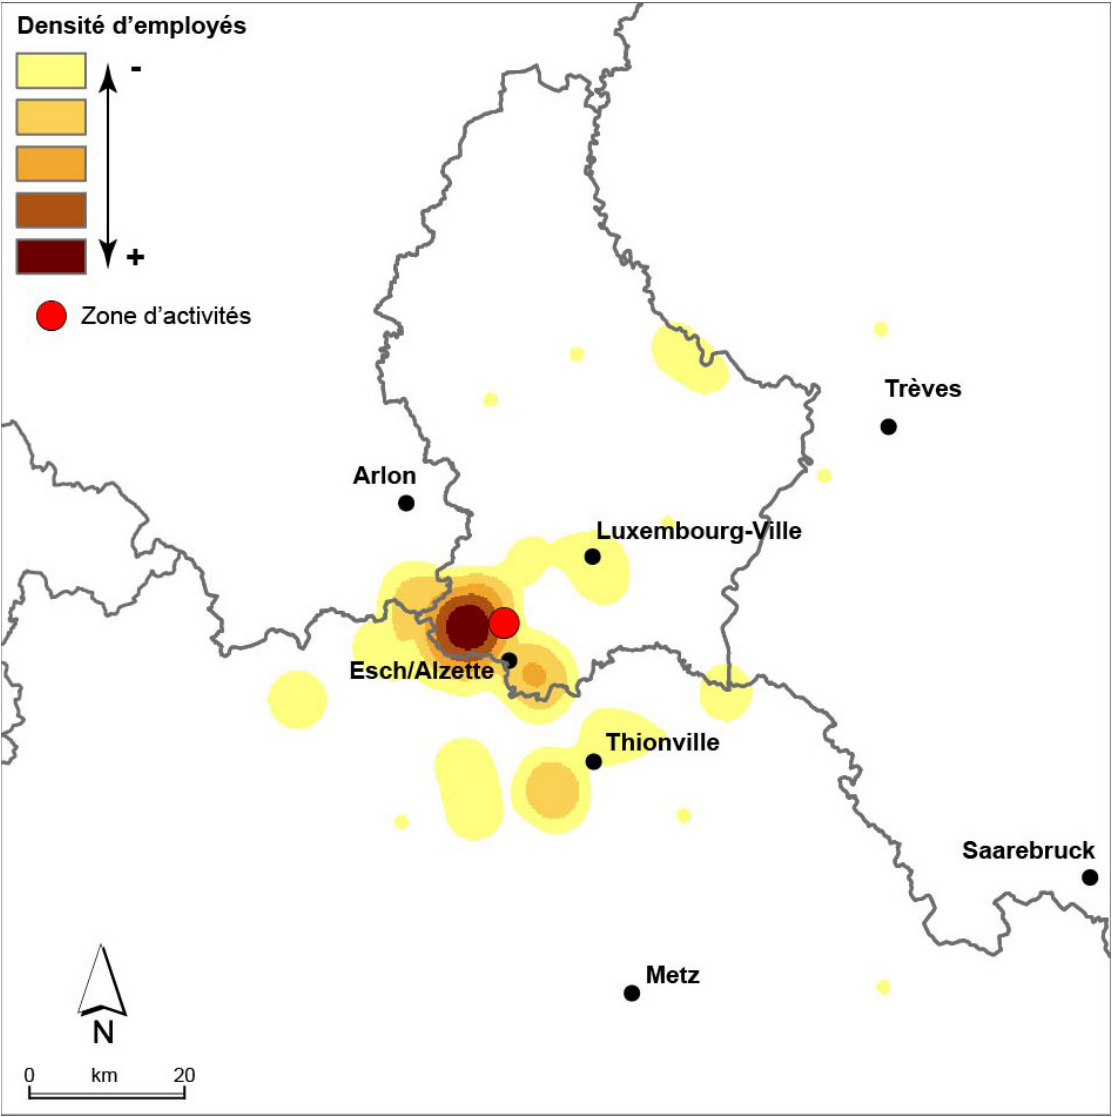 Densité d’employés
-
+
Zone d’activités
Trèves
Arlon
Luxembourg-Ville
Esch/Alzette
Thionville
Saarebruck
Metz
N
0 km 20